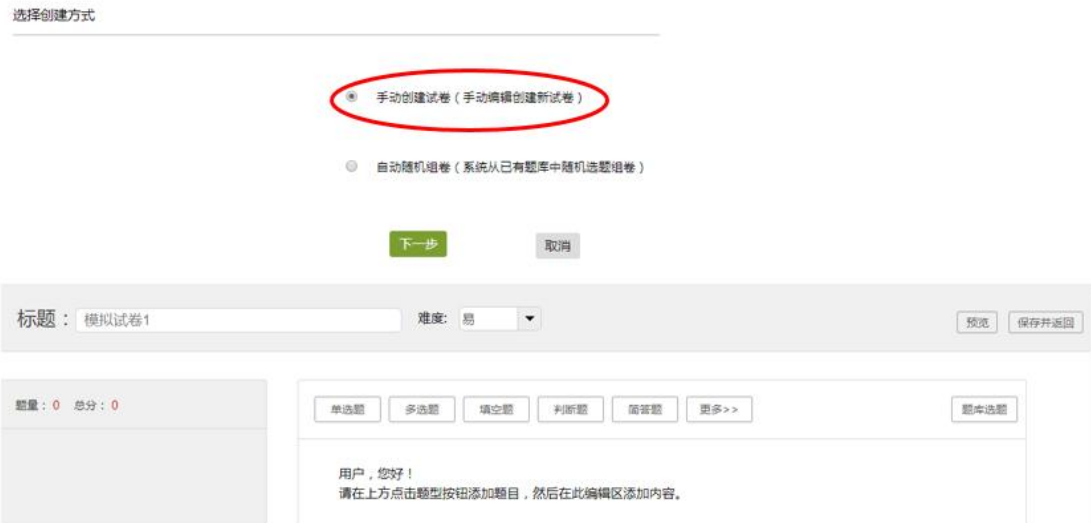 选择创建方式
手动创建试卷（手动编辑创建新试卷）
自动随机组卷（系统从已有题库中随机选题组卷）
下一步 取消
标题： 模拟试卷1 难度: 易 预览 保存并返回
题量：0 总分：0 单选题 多选题 填空题 判断题 简答题 更多>> 题库选题
用户，您好！
请在上方点击题型按钮添加题目，然后在此编辑区添加内容。